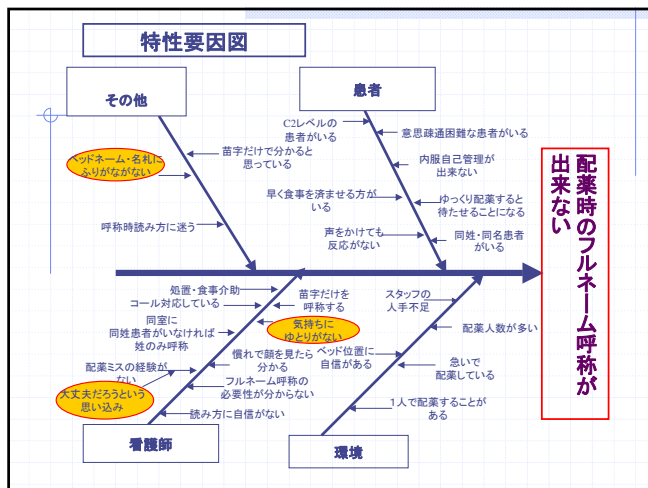 特性要因図
その他
患者
C2レベルの
患者がいる
意思疎通困難な患者がいる
苗字だけで分かると
思っている
ベッドネーム・名札に
ふりがながない
内服自己管理が
出来ない
早く食事を済ませる方が
いる
ゆっくり配薬すると
待たせることになる
呼称時読み方に迷う
声をかけても
反応がない
同姓・同名患者
がいる
配薬時のフルネーム呼称が
出来ない
処置・食事介助
コール対応している
苗字だけを
呼称する
スタッフの
人手不足
同室に
同姓患者がいなければ
姓のみ呼称
気持ちに
ゆとりがない
配薬人数が多い
慣れで顔を見たら
分かる
ベッド位置に
自信がある
配薬ミスの経験が
ない
急いで
配薬している
大丈夫だろうという
思い込み
フルネーム呼称の
必要性が分からない
読み方に自信がない
1人で配薬することが
ある
看護師
環境